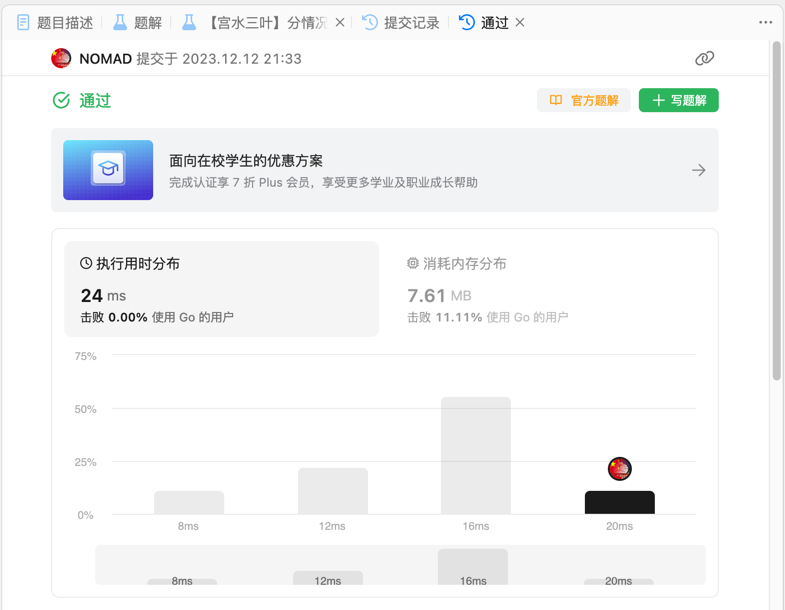 题目描述 题解 【宫水三叶】分情况 提交记录 通过
NOMAD 提交于 2023.12.12 21:33
通过 官方题解 写题解
面向在校学生的优惠方案
完成认证享 7 折 Plus 会员，享受更多学业及职业成长帮助
执行用时分布 消耗内存分布
24 ms 7.61 MB
击败 0.00% 使用 Go 的用户 击败 11.11% 使用 Go 的用户
75%
50%
25%
0%
8ms 12ms 16ms 20ms
8ms 12ms 16ms 20ms